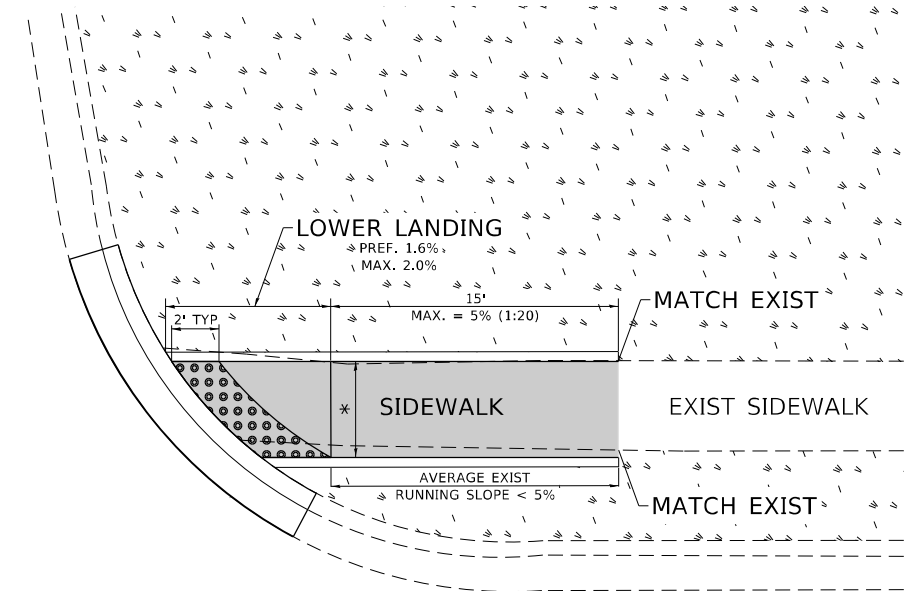 LOWER LANDING
PREF. 1.6%
MAX. 2.0%
15'
MAX. = 5% (1:20)
MATCH EXIST
2' TYP
*
SIDEWALK
EXIST SIDEWALK
AVERAGE EXIST
RUNNING SLOPE < 5%
MATCH EXIST